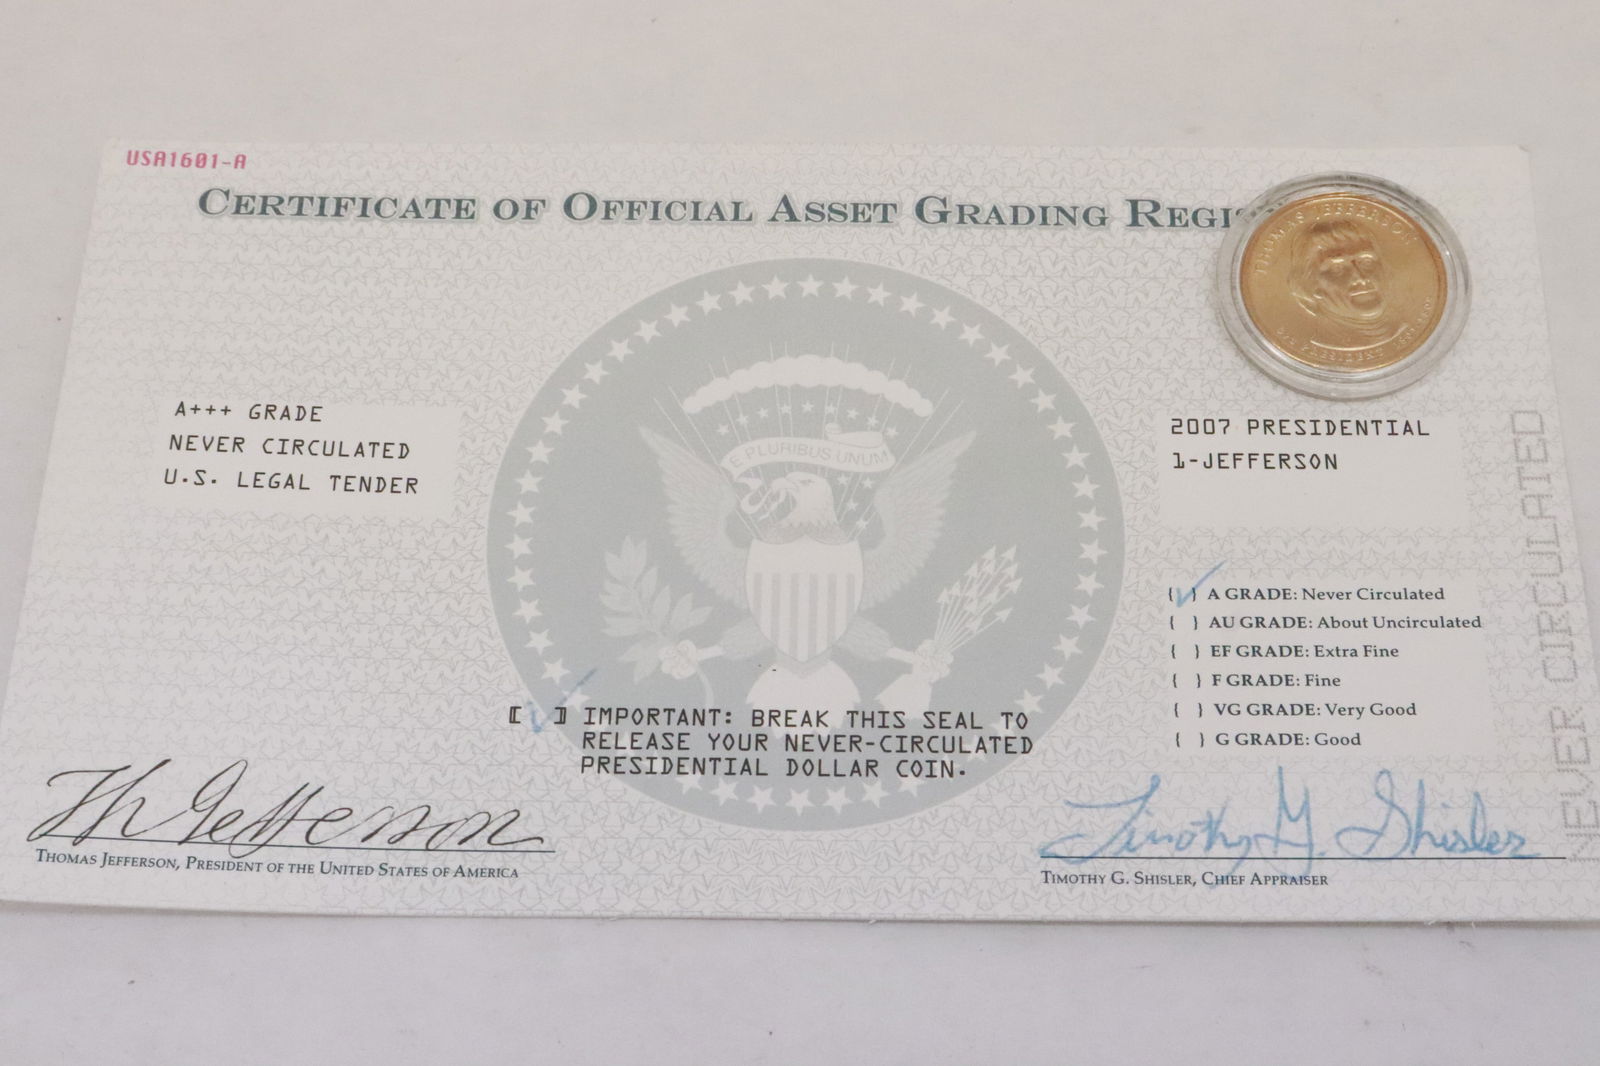 USA1601-A
CERTIFICATE OF OFFICIAL ASSET GRADING REGI
THOMAS JEFFERSON
PRESIDENT
E PLURIBUS UNUM
A+++ GRADE
NEVER CIRCULATED
U.S. LEGAL TENDER
2007 PRESIDENTIAL
1-JEFFERSON
NEVER CIRCULATED
{ } A GRADE: Never Circulated
{ } AU GRADE: About Uncirculated
{ } EF GRADE: Extra Fine
{ } F GRADE: Fine
{ } VG GRADE: Very Good
{ } G GRADE: Good
[ ] IMPORTANT: BREAK THIS SEAL TO
RELEASE YOUR NEVER-CIRCULATED
PRESIDENTIAL DOLLAR COIN.
Th Jefferson
THOMAS JEFFERSON, PRESIDENT OF THE UNITED STATES OF AMERICA
Timothy G. Shisler
TIMOTHY G. SHISLER, CHIEF APPRAISER